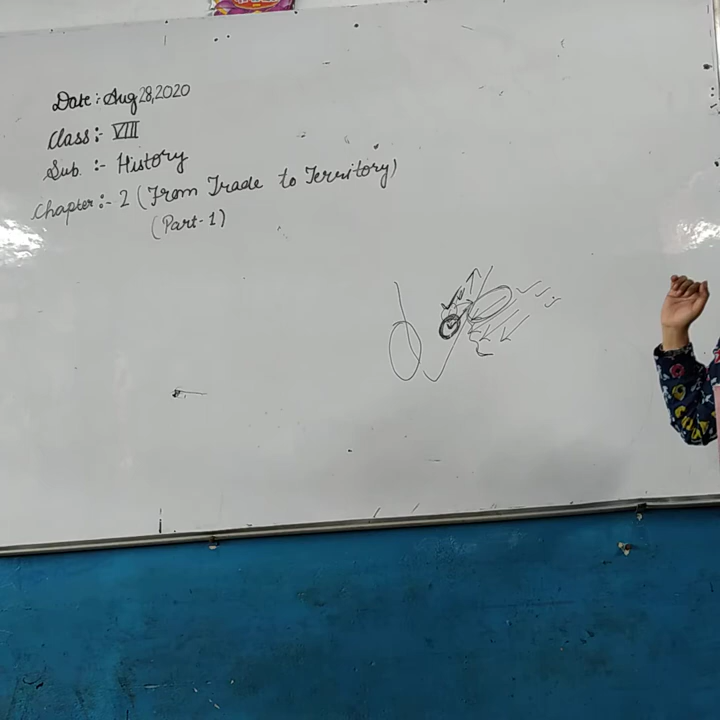 Date :- Aug 28, 2020
Class :- VIII
Sub. :- History
Chapter :- 2 (From Trade to Territory)
(Part-1)